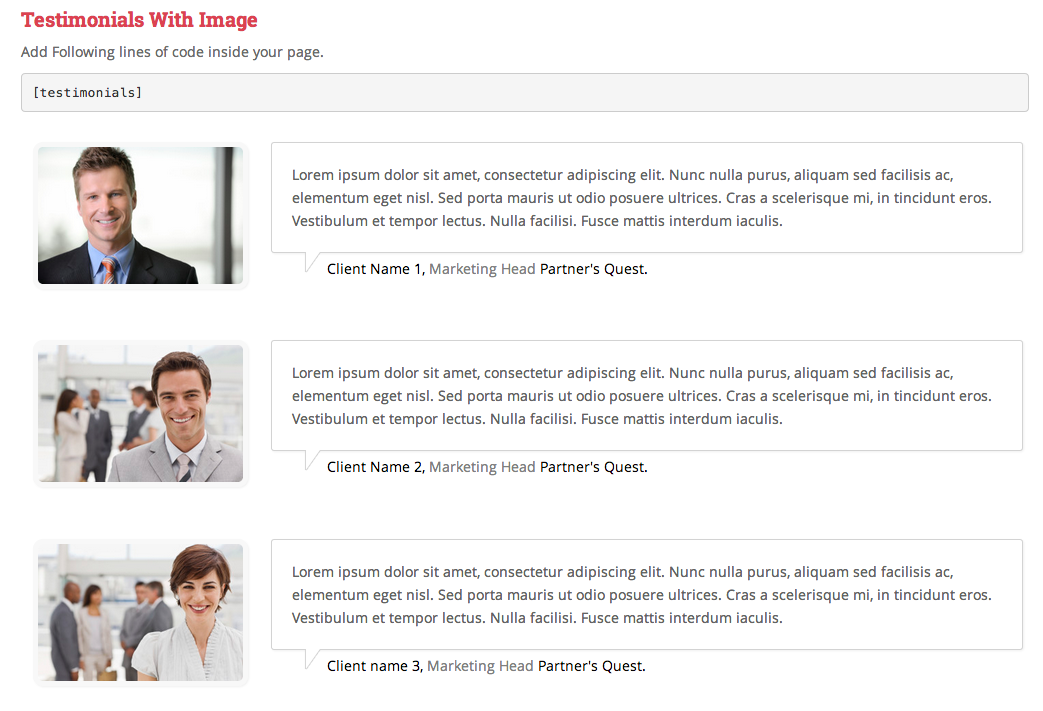 Testimonials With Image
Add Following lines of code inside your page.
[testimonials]
Lorem ipsum dolor sit amet, consectetur adipiscing elit. Nunc nulla purus, aliquam sed facilisis ac,
elementum eget nisl. Sed porta mauris ut odio posuere ultrices. Cras a scelerisque mi, in tincidunt eros.
Vestibulum et tempor lectus. Nulla facilisi. Fusce mattis interdum iaculis.
Client Name 1, Marketing Head Partner's Quest.
Lorem ipsum dolor sit amet, consectetur adipiscing elit. Nunc nulla purus, aliquam sed facilisis ac,
elementum eget nisl. Sed porta mauris ut odio posuere ultrices. Cras a scelerisque mi, in tincidunt eros.
Vestibulum et tempor lectus. Nulla facilisi. Fusce mattis interdum iaculis.
Client Name 2, Marketing Head Partner's Quest.
Lorem ipsum dolor sit amet, consectetur adipiscing elit. Nunc nulla purus, aliquam sed facilisis ac,
elementum eget nisl. Sed porta mauris ut odio posuere ultrices. Cras a scelerisque mi, in tincidunt eros.
Vestibulum et tempor lectus. Nulla facilisi. Fusce mattis interdum iaculis.
Client name 3, Marketing Head Partner's Quest.